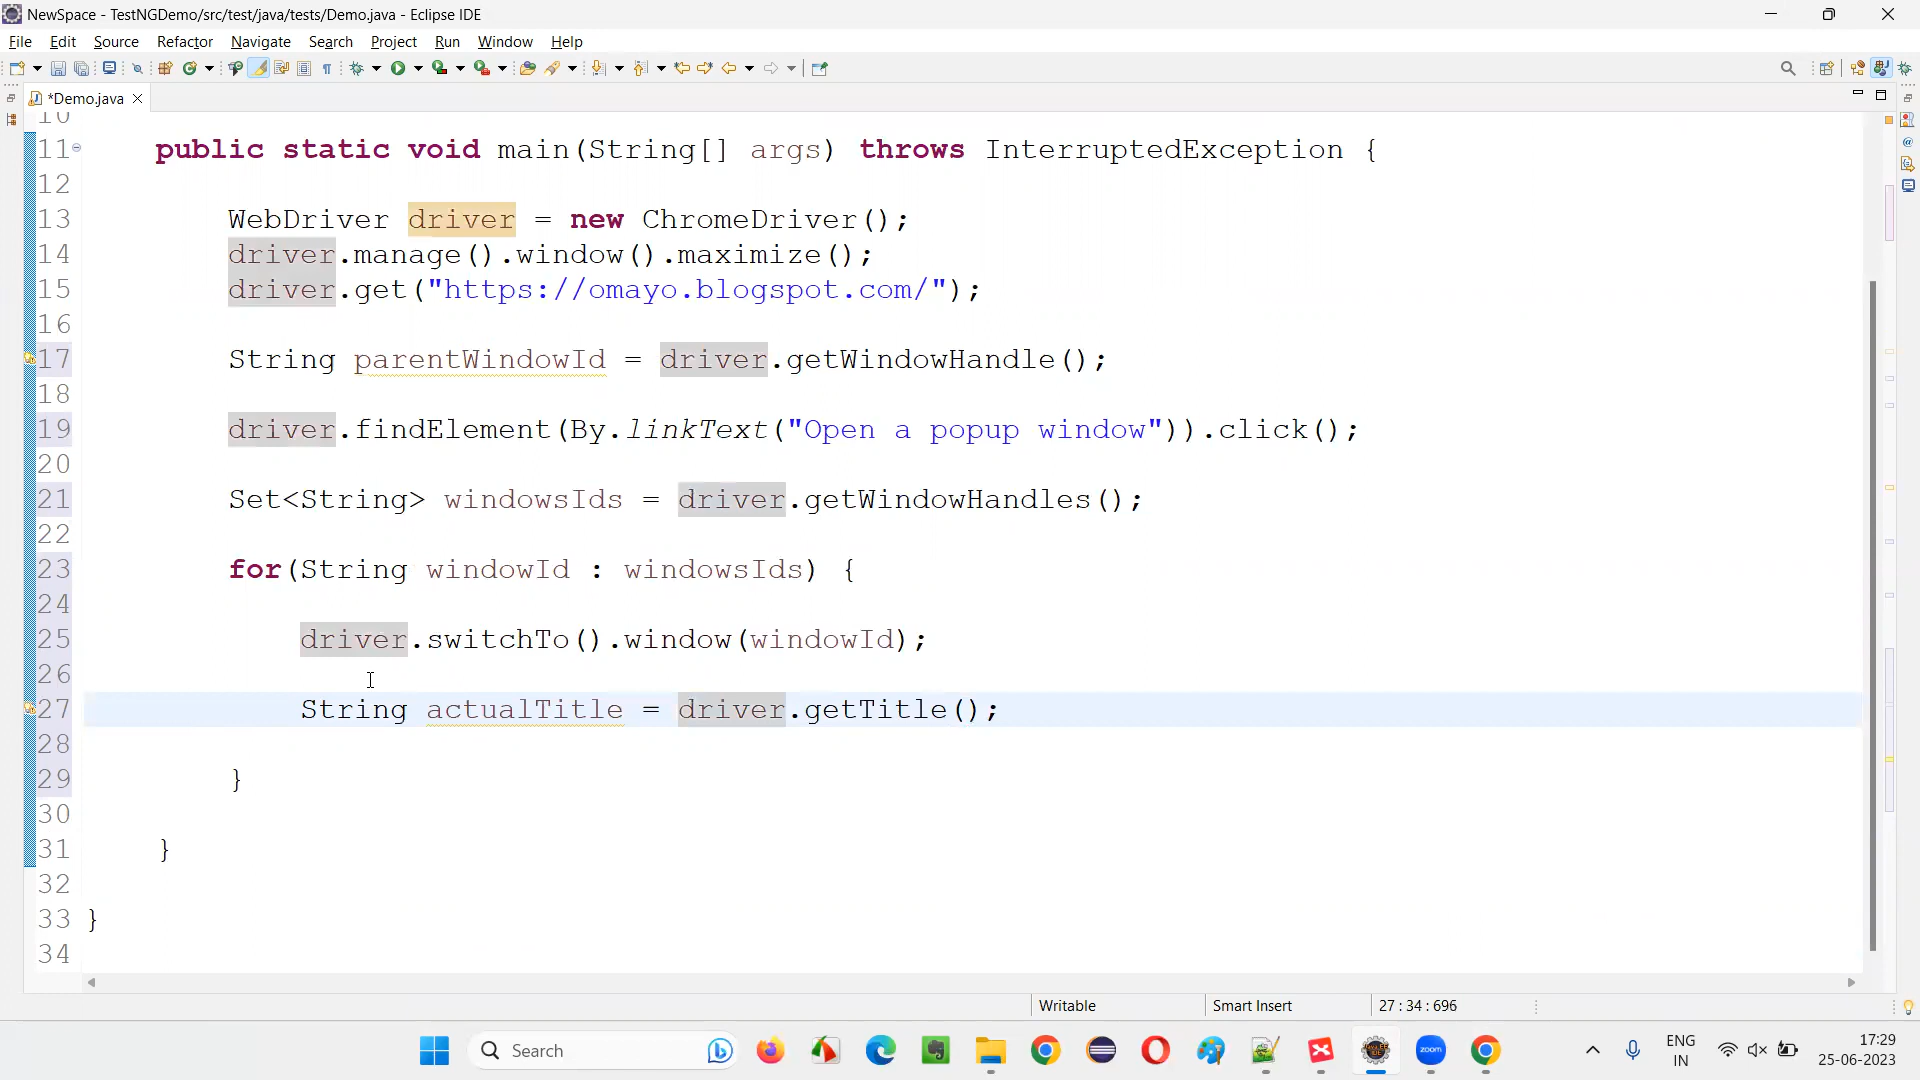 NewSpace - TestNGDemo/src/test/java/tests/Demo.java - Eclipse IDE
File Edit Source Refactor Navigate Search Project Run Window Help
*Demo.java
10
11 public static void main(String[] args) throws InterruptedException {
12
13 WebDriver driver = new ChromeDriver();
14 driver.manage().window().maximize();
15 driver.get("https://omayo.blogspot.com/");
16
17 String parentWindowId = driver.getWindowHandle();
18
19 driver.findElement(By.linkText("Open a popup window")).click();
20
21 Set<String> windowsIds = driver.getWindowHandles();
22
23 for(String windowId : windowsIds) {
24
25 driver.switchTo().window(windowId);
26
27 String actualTitle = driver.getTitle();
28
29 }
30
31 }
32
33 }
34
Writable Smart Insert 27 : 34 : 696
Search zoom ENG IN 17:29 25-06-2023